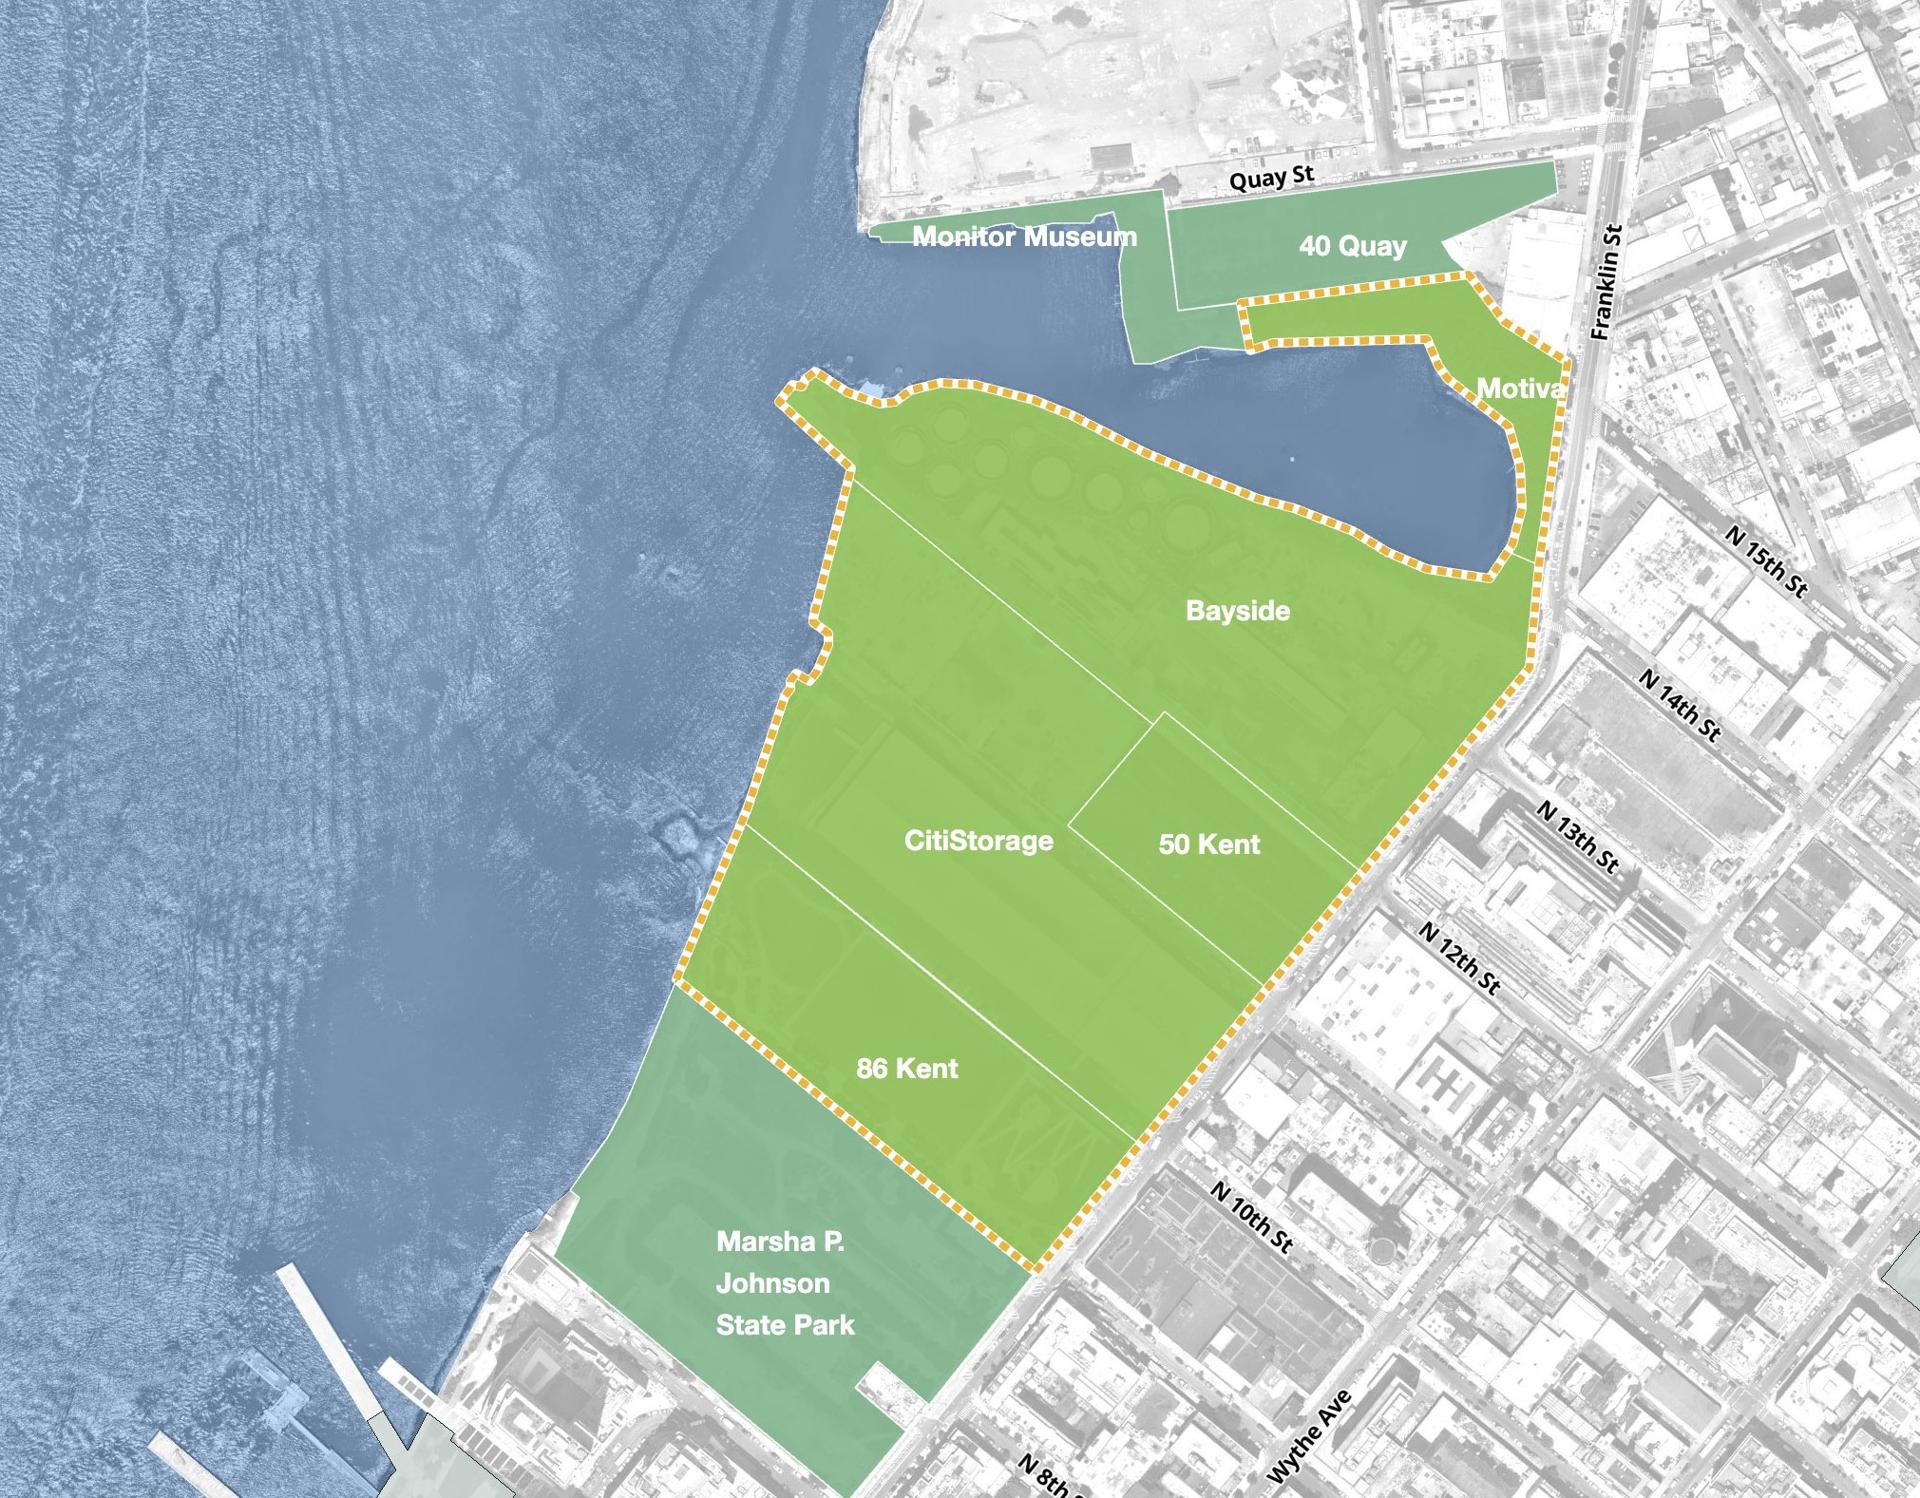 Quay St
Monitor Museum
40 Quay
Franklin St
Motiva
N 15th St
Bayside
N 14th St
CitiStorage
50 Kent
N 13th St
N 12th St
86 Kent
N 10th St
Marsha P.
Johnson
State Park
Wythe Ave
N 8th